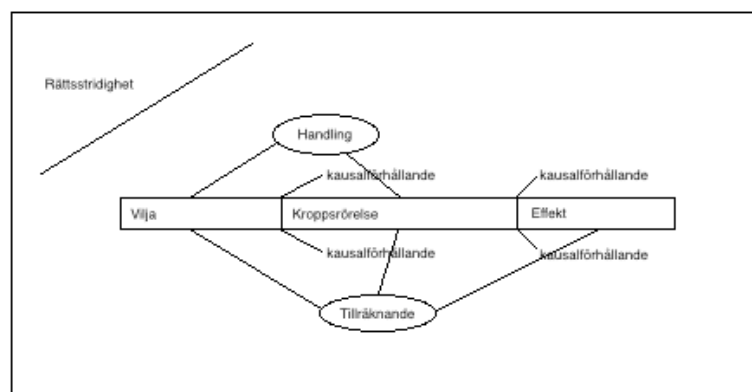 Rättsstridighet
Handling
kausalförhållande
kausalförhållande
Vilja
Kroppsrörelse
Effekt
kausalförhållande
kausalförhållande
Tillräknande